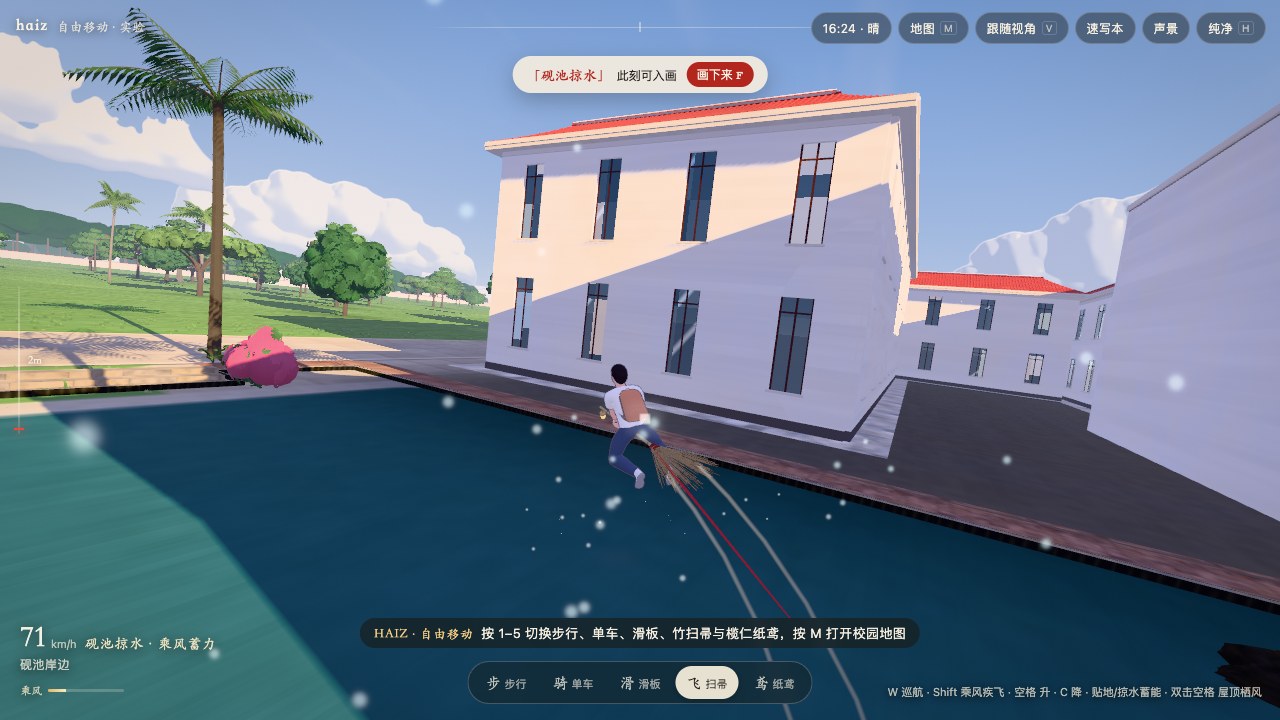 haiz 自由移动 · 实验
16:24 · 晴
地图 M
跟随视角 V
速写本
声景
纯净 H
「砚池掠水」 此刻可入画 画下来 F
2m
71 km/h 砚池掠水 · 乘风蓄力
砚池岸边
乘风
HAIZ · 自由移动 按 1–5 切换步行、单车、滑板、竹扫帚与榄仁纸鸢，按 M 打开校园地图
步 步行
骑 单车
滑 滑板
飞 扫帚
鸢 纸鸢
W 巡航 · Shift 乘风疾飞 · 空格 升 · C 降 · 贴地/掠水蓄能 · 双击空格 屋顶栖风